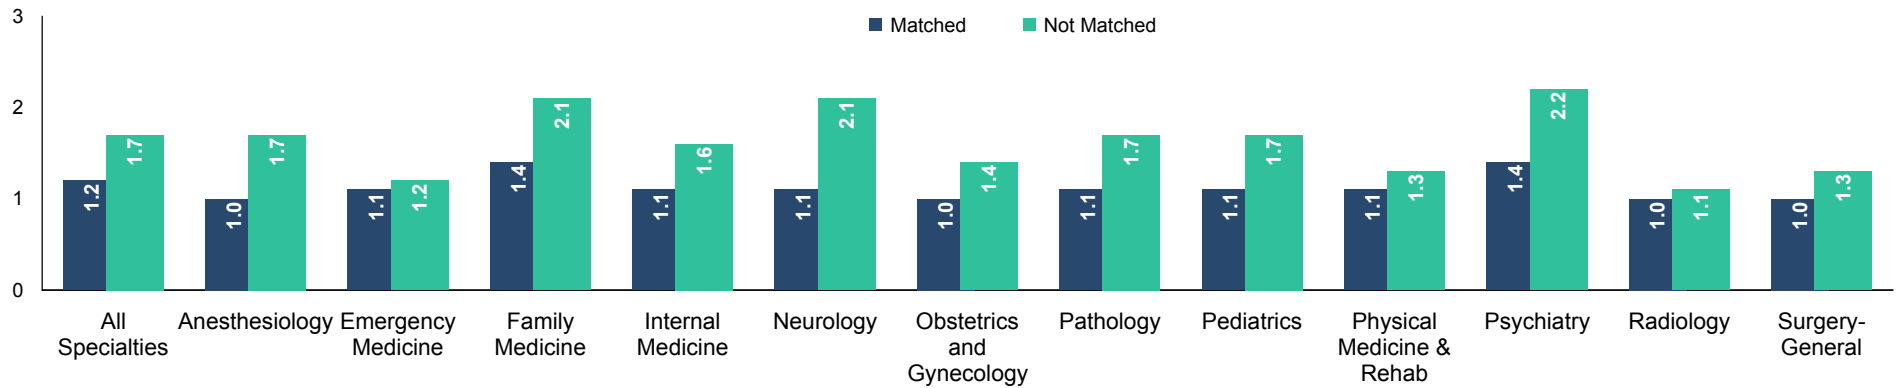 3
2
1
0
Matched
Not Matched
1.2
1.7
1.0
1.7
1.1
1.2
1.4
2.1
1.1
1.6
1.1
2.1
1.0
1.4
1.1
1.7
1.1
1.7
1.1
1.3
1.4
2.2
1.0
1.1
1.0
1.3
All
Specialties
Anesthesiology
Emergency
Medicine
Family
Medicine
Internal
Medicine
Neurology
Obstetrics
and
Gynecology
Pathology
Pediatrics
Physical
Medicine &
Rehab
Psychiatry
Radiology
Surgery-
General